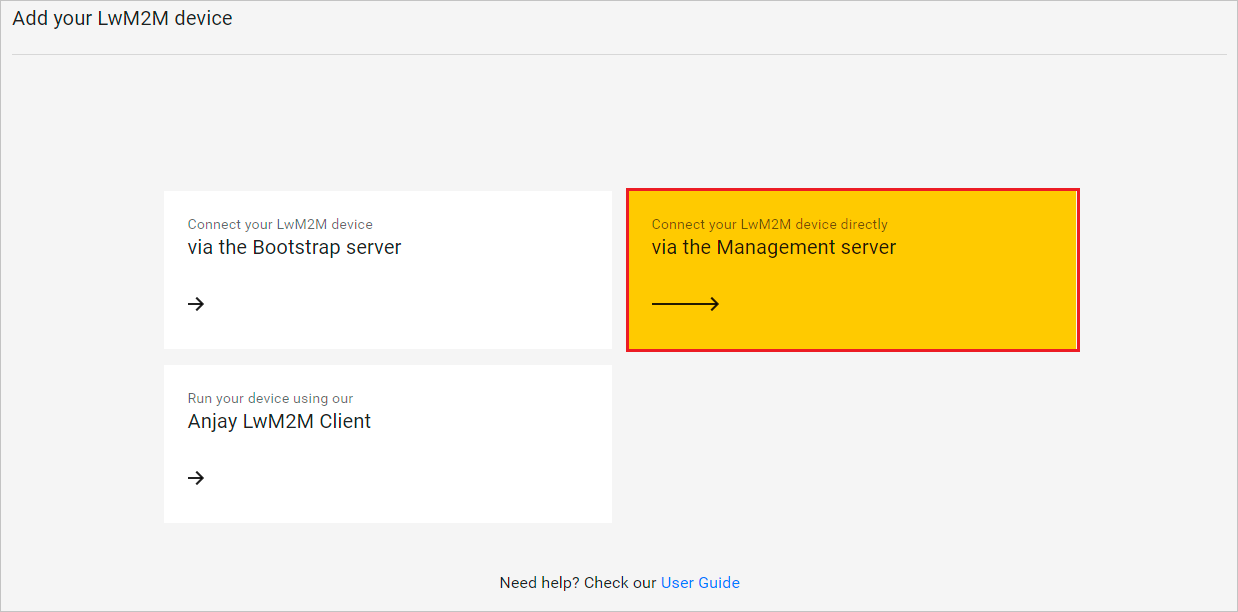 Add your LwM2M device
Connect your LwM2M device
via the Bootstrap server
Connect your LwM2M device directly
via the Management server
Run your device using our
Anjay LwM2M Client
Need help? Check our User Guide